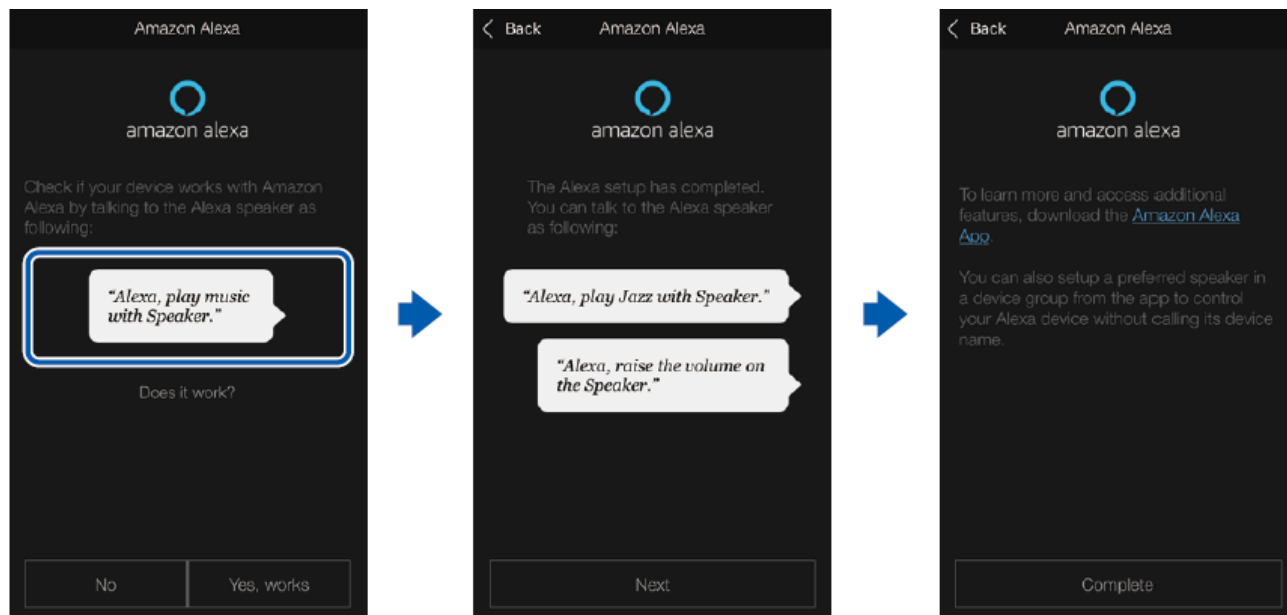 Amazon Alexa
amazon alexa
Check if your device works with Amazon
Alexa by talking to the Alexa speaker as
following:
“Alexa, play music
with Speaker.”
Does it work?
No
Yes, works
Back
Amazon Alexa
amazon alexa
The Alexa setup has completed.
You can talk to the Alexa speaker
as following:
“Alexa, play Jazz with Speaker.”
“Alexa, raise the volume on
the Speaker.”
Next
Back
Amazon Alexa
amazon alexa
To learn more and access additional
features, download the Amazon Alexa
App.
You can also setup a preferred speaker in
a device group from the app to control
your Alexa device without calling its device
name.
Complete